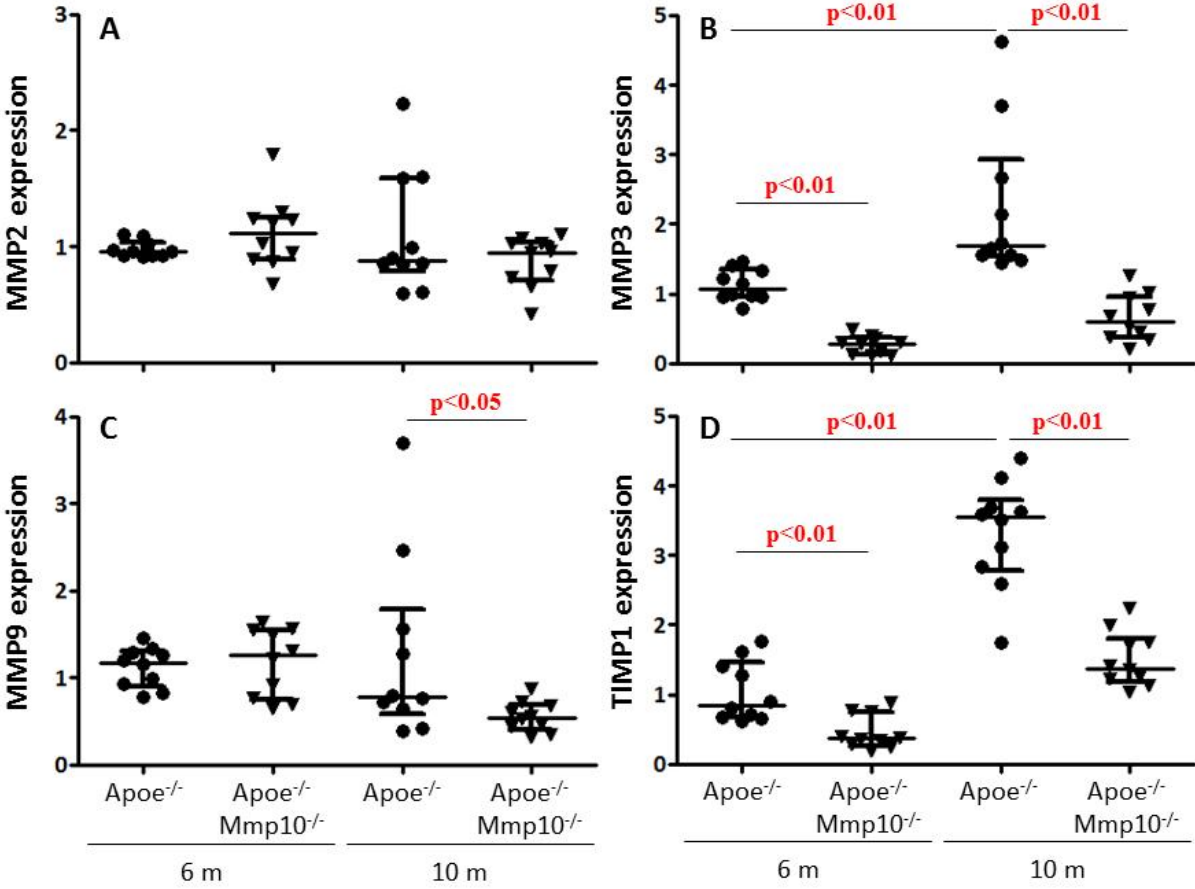 A
MMP2 expression
3
2
1
0
B
MMP3 expression
5
4
3
2
1
0
p<0.01
p<0.01
p<0.01
C
MMP9 expression
4
3
2
1
0
p<0.05
Apoe⁻/⁻
Apoe⁻/⁻
Mmp10⁻/⁻
Apoe⁻/⁻
Apoe⁻/⁻
Mmp10⁻/⁻
6 m
10 m
D
TIMP1 expression
5
4
3
2
1
0
p<0.01
p<0.01
p<0.01
Apoe⁻/⁻
Apoe⁻/⁻
Mmp10⁻/⁻
Apoe⁻/⁻
Apoe⁻/⁻
Mmp10⁻/⁻
6 m
10 m